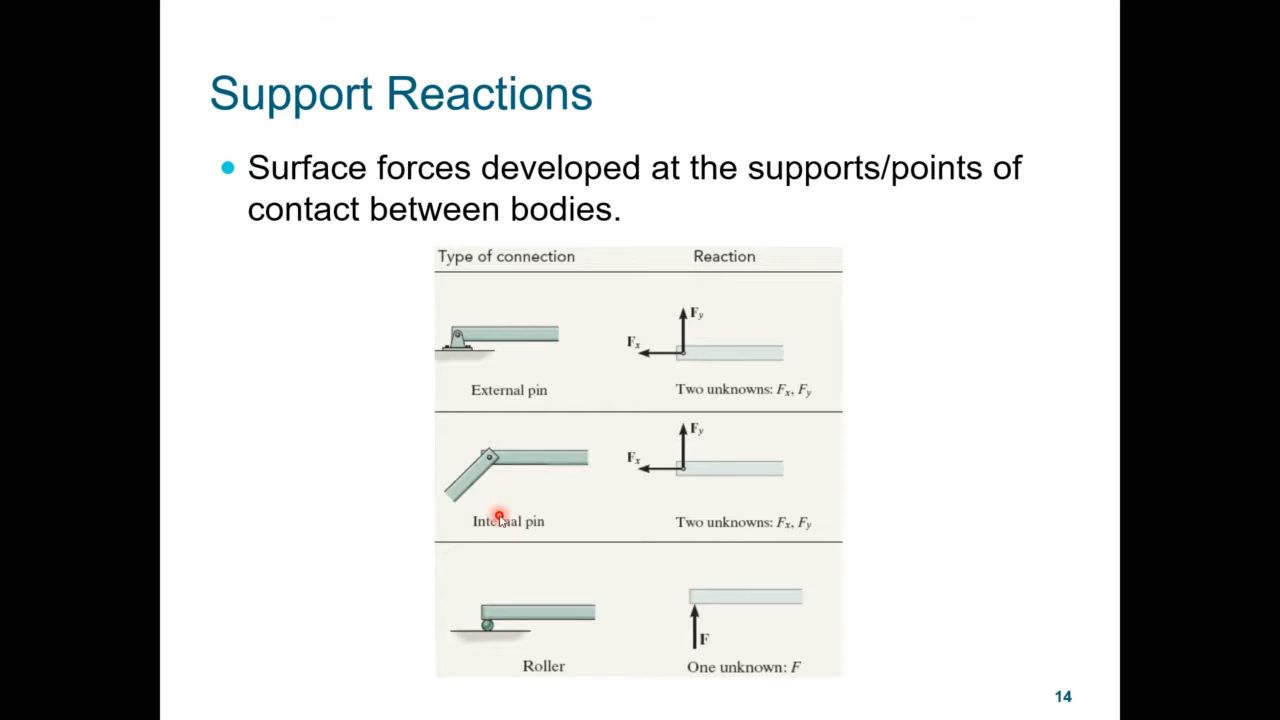 Support Reactions
• Surface forces developed at the supports/points of
contact between bodies.
Type of connection Reaction
Fy
Fx
External pin Two unknowns: Fx, Fy
Fy
Fx
Internal pin Two unknowns: Fx, Fy
F
Roller One unknown: F
14